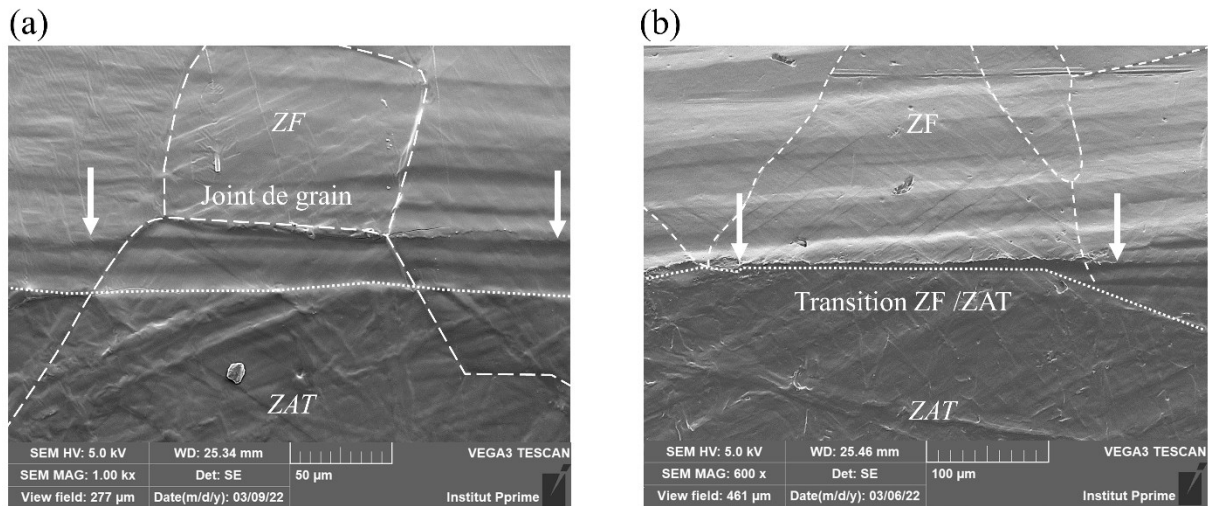 (a)
ZF
Joint de grain
ZAT
SEM HV: 5.0 kV WD: 25.34 mm VEGA3 TESCAN
SEM MAG: 1.00 kx Det: SE 50 µm
View field: 277 µm Date(m/d/y): 03/09/22 Institut Pprime
(b)
ZF
Transition ZF /ZAT
ZAT
SEM HV: 5.0 kV WD: 25.46 mm VEGA3 TESCAN
SEM MAG: 600 x Det: SE 100 µm
View field: 461 µm Date(m/d/y): 03/06/22 Institut Pprime